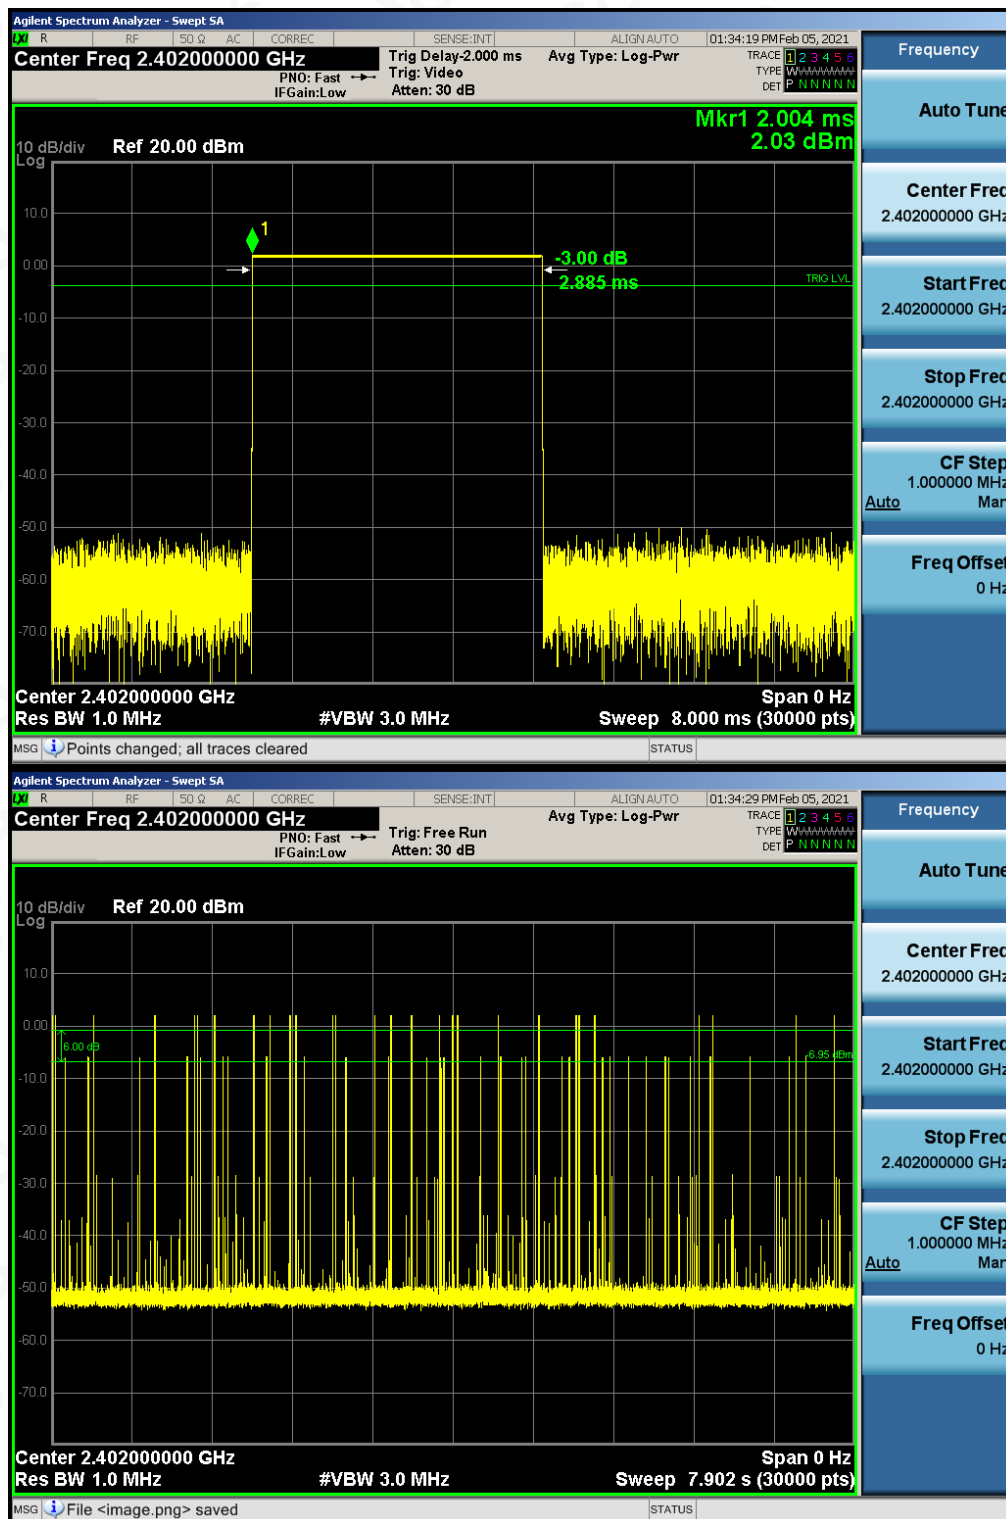 Agilent Spectrum Analyzer - Swept SA
LXI R RF 50 Ω AC CORREC SENSE:INT ALIGN AUTO 01:34:19 PM Feb 05, 2021
Center Freq 2.402000000 GHz
PNO: Fast
IFGain:Low
Trig Delay-2.000 ms
Trig: Video
Atten: 30 dB
Avg Type: Log-Pwr
TRACE 1 2 3 4 5 6
TYPE WWWWWW
DET P N N N N N
Mkr1 2.004 ms
2.03 dBm
10 dB/div Ref 20.00 dBm
Log
10.0
1
-3.00 dB
0.00
2.885 ms
TRIG LVL
-10.0
-20.0
-30.0
-40.0
-50.0
-60.0
-70.0
Center 2.402000000 GHz Span 0 Hz
Res BW 1.0 MHz #VBW 3.0 MHz Sweep 8.000 ms (30000 pts)
MSG Points changed; all traces cleared STATUS
Frequency
Auto Tune
Center Freq
2.402000000 GHz
Start Freq
2.402000000 GHz
Stop Freq
2.402000000 GHz
CF Step
1.000000 MHz
Auto Man
Freq Offset
0 Hz
Agilent Spectrum Analyzer - Swept SA
LXI R RF 50 Ω AC CORREC SENSE:INT ALIGN AUTO 01:34:29 PM Feb 05, 2021
Center Freq 2.402000000 GHz
PNO: Fast
IFGain:Low
Trig: Free Run
Atten: 30 dB
Avg Type: Log-Pwr
TRACE 1 2 3 4 5 6
TYPE WWWWWW
DET P N N N N N
10 dB/div Ref 20.00 dBm
Log
10.0
0.00
6.00 dB
-6.95 dBm
-10.0
-20.0
-30.0
-40.0
-50.0
-60.0
-70.0
Center 2.402000000 GHz Span 0 Hz
Res BW 1.0 MHz #VBW 3.0 MHz Sweep 7.902 s (30000 pts)
MSG File <image.png> saved STATUS
Frequency
Auto Tune
Center Freq
2.402000000 GHz
Start Freq
2.402000000 GHz
Stop Freq
2.402000000 GHz
CF Step
1.000000 MHz
Auto Man
Freq Offset
0 Hz